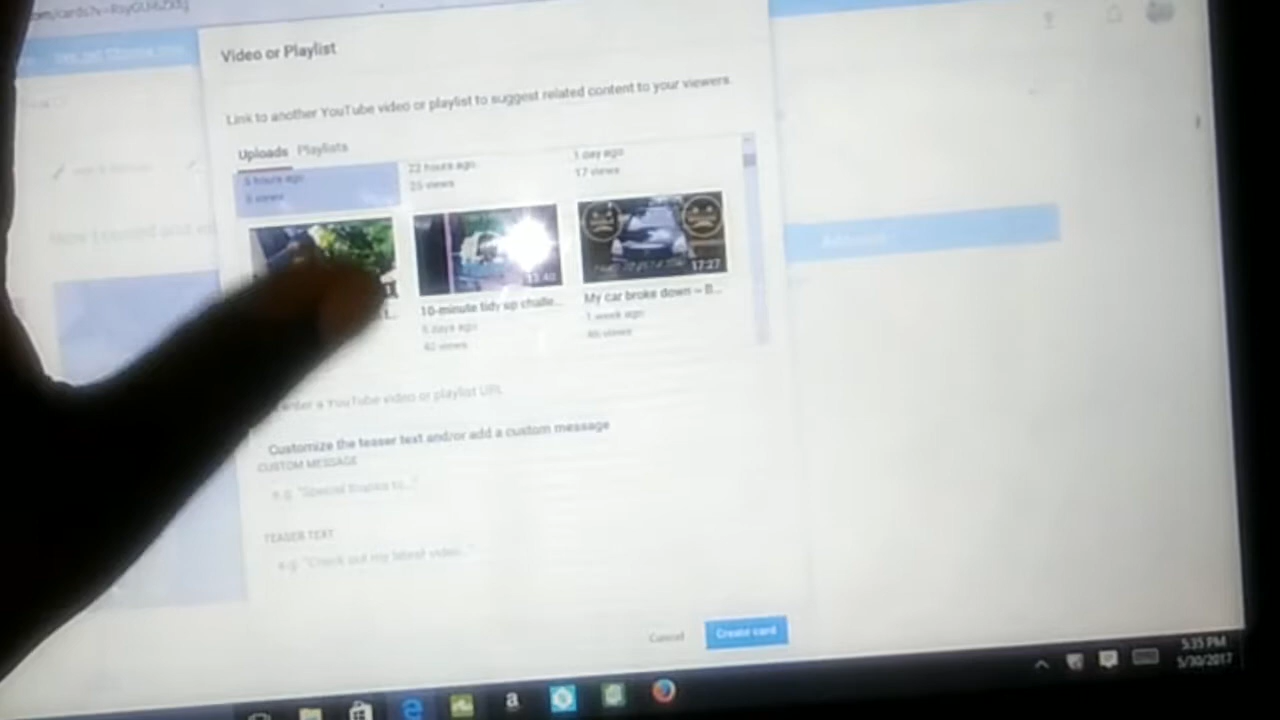 Video or Playlist
Link to another YouTube video or playlist to suggest related content to your viewers.
Uploads Playlists
5 hours ago
22 hours ago
1 day ago
views
25 views
17 views
17:27
10-minute tidy up challe...
My car broke down – B...
5 days ago
1 week ago
62 views
46 views
enter a YouTube video or playlist URL
Customize the teaser text and/or add a custom message
CUSTOM MESSAGE
e.g. "Special thanks to..."
TEASER TEXT
e.g. "Check out my latest video..."
Cancel
Create card
5:35 PM
5/30/2017